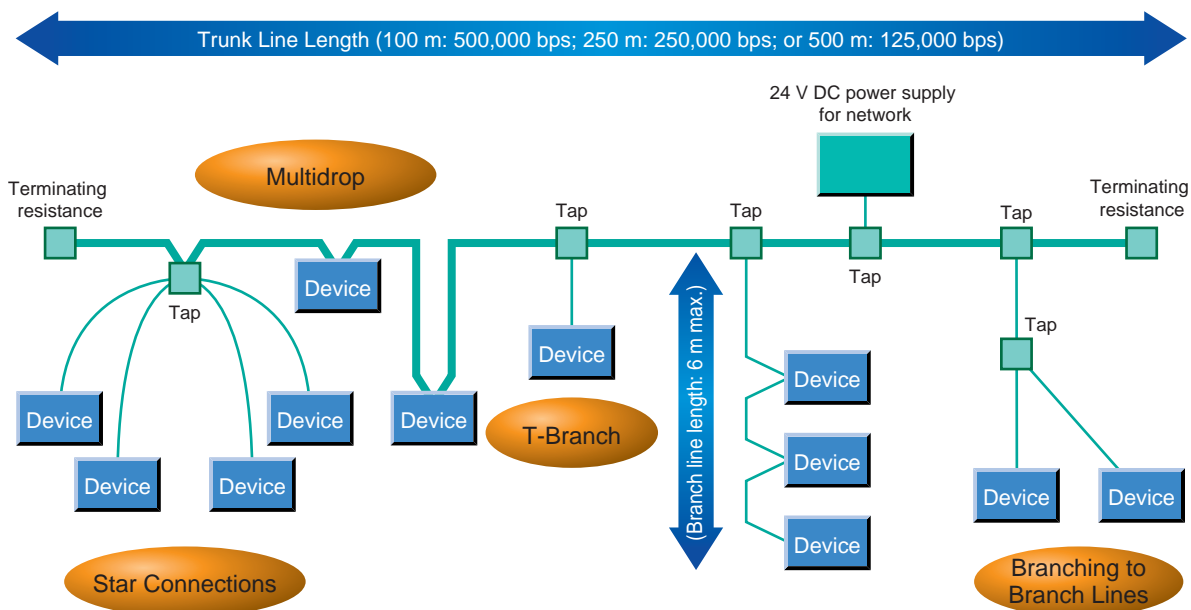 Trunk Line Length (100 m: 500,000 bps; 250 m: 250,000 bps; or 500 m: 125,000 bps)
24 V DC power supply
for network
Multidrop
Terminating
resistance
Tap
Tap
Tap
Terminating
resistance
Tap
Device
Tap
Device
Tap
Device
Device
Device
Device
Device
Device
T-Branch
(Branch line length: 6 m max.)
Device
Device
Device
Device
Device
Device
Star Connections
Branching to
Branch Lines